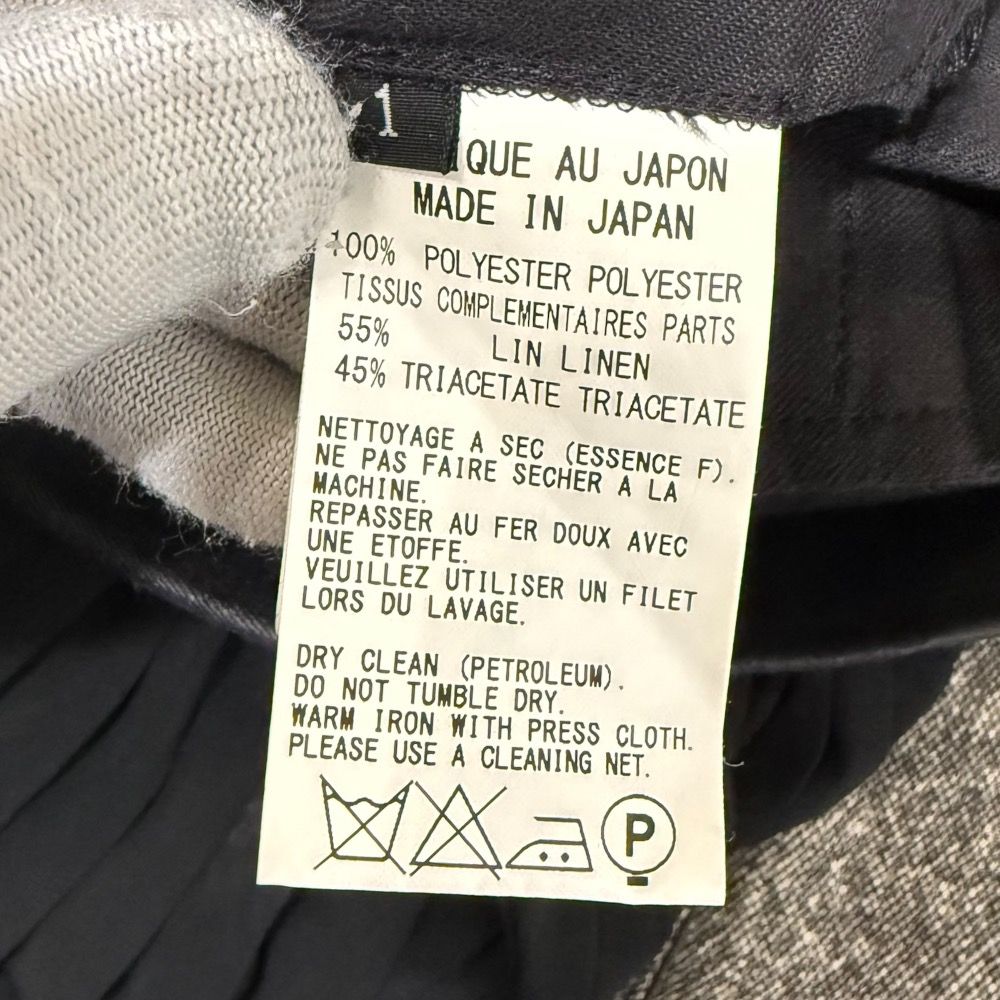 1
QUE AU JAPON
MADE IN JAPAN
100% POLYESTER POLYESTER
TISSUS COMPLEMENTAIRES PARTS
55% LIN LINEN
45% TRIACETATE TRIACETATE
NETTOYAGE A SEC (ESSENCE F).
NE PAS FAIRE SECHER A LA
MACHINE.
REPASSER AU FER DOUX AVEC
UNE ETOFFE.
VEUILLEZ UTILISER UN FILET
LORS DU LAVAGE.
DRY CLEAN (PETROLEUM).
DO NOT TUMBLE DRY.
WARM IRON WITH PRESS CLOTH.
PLEASE USE A CLEANING NET.
P